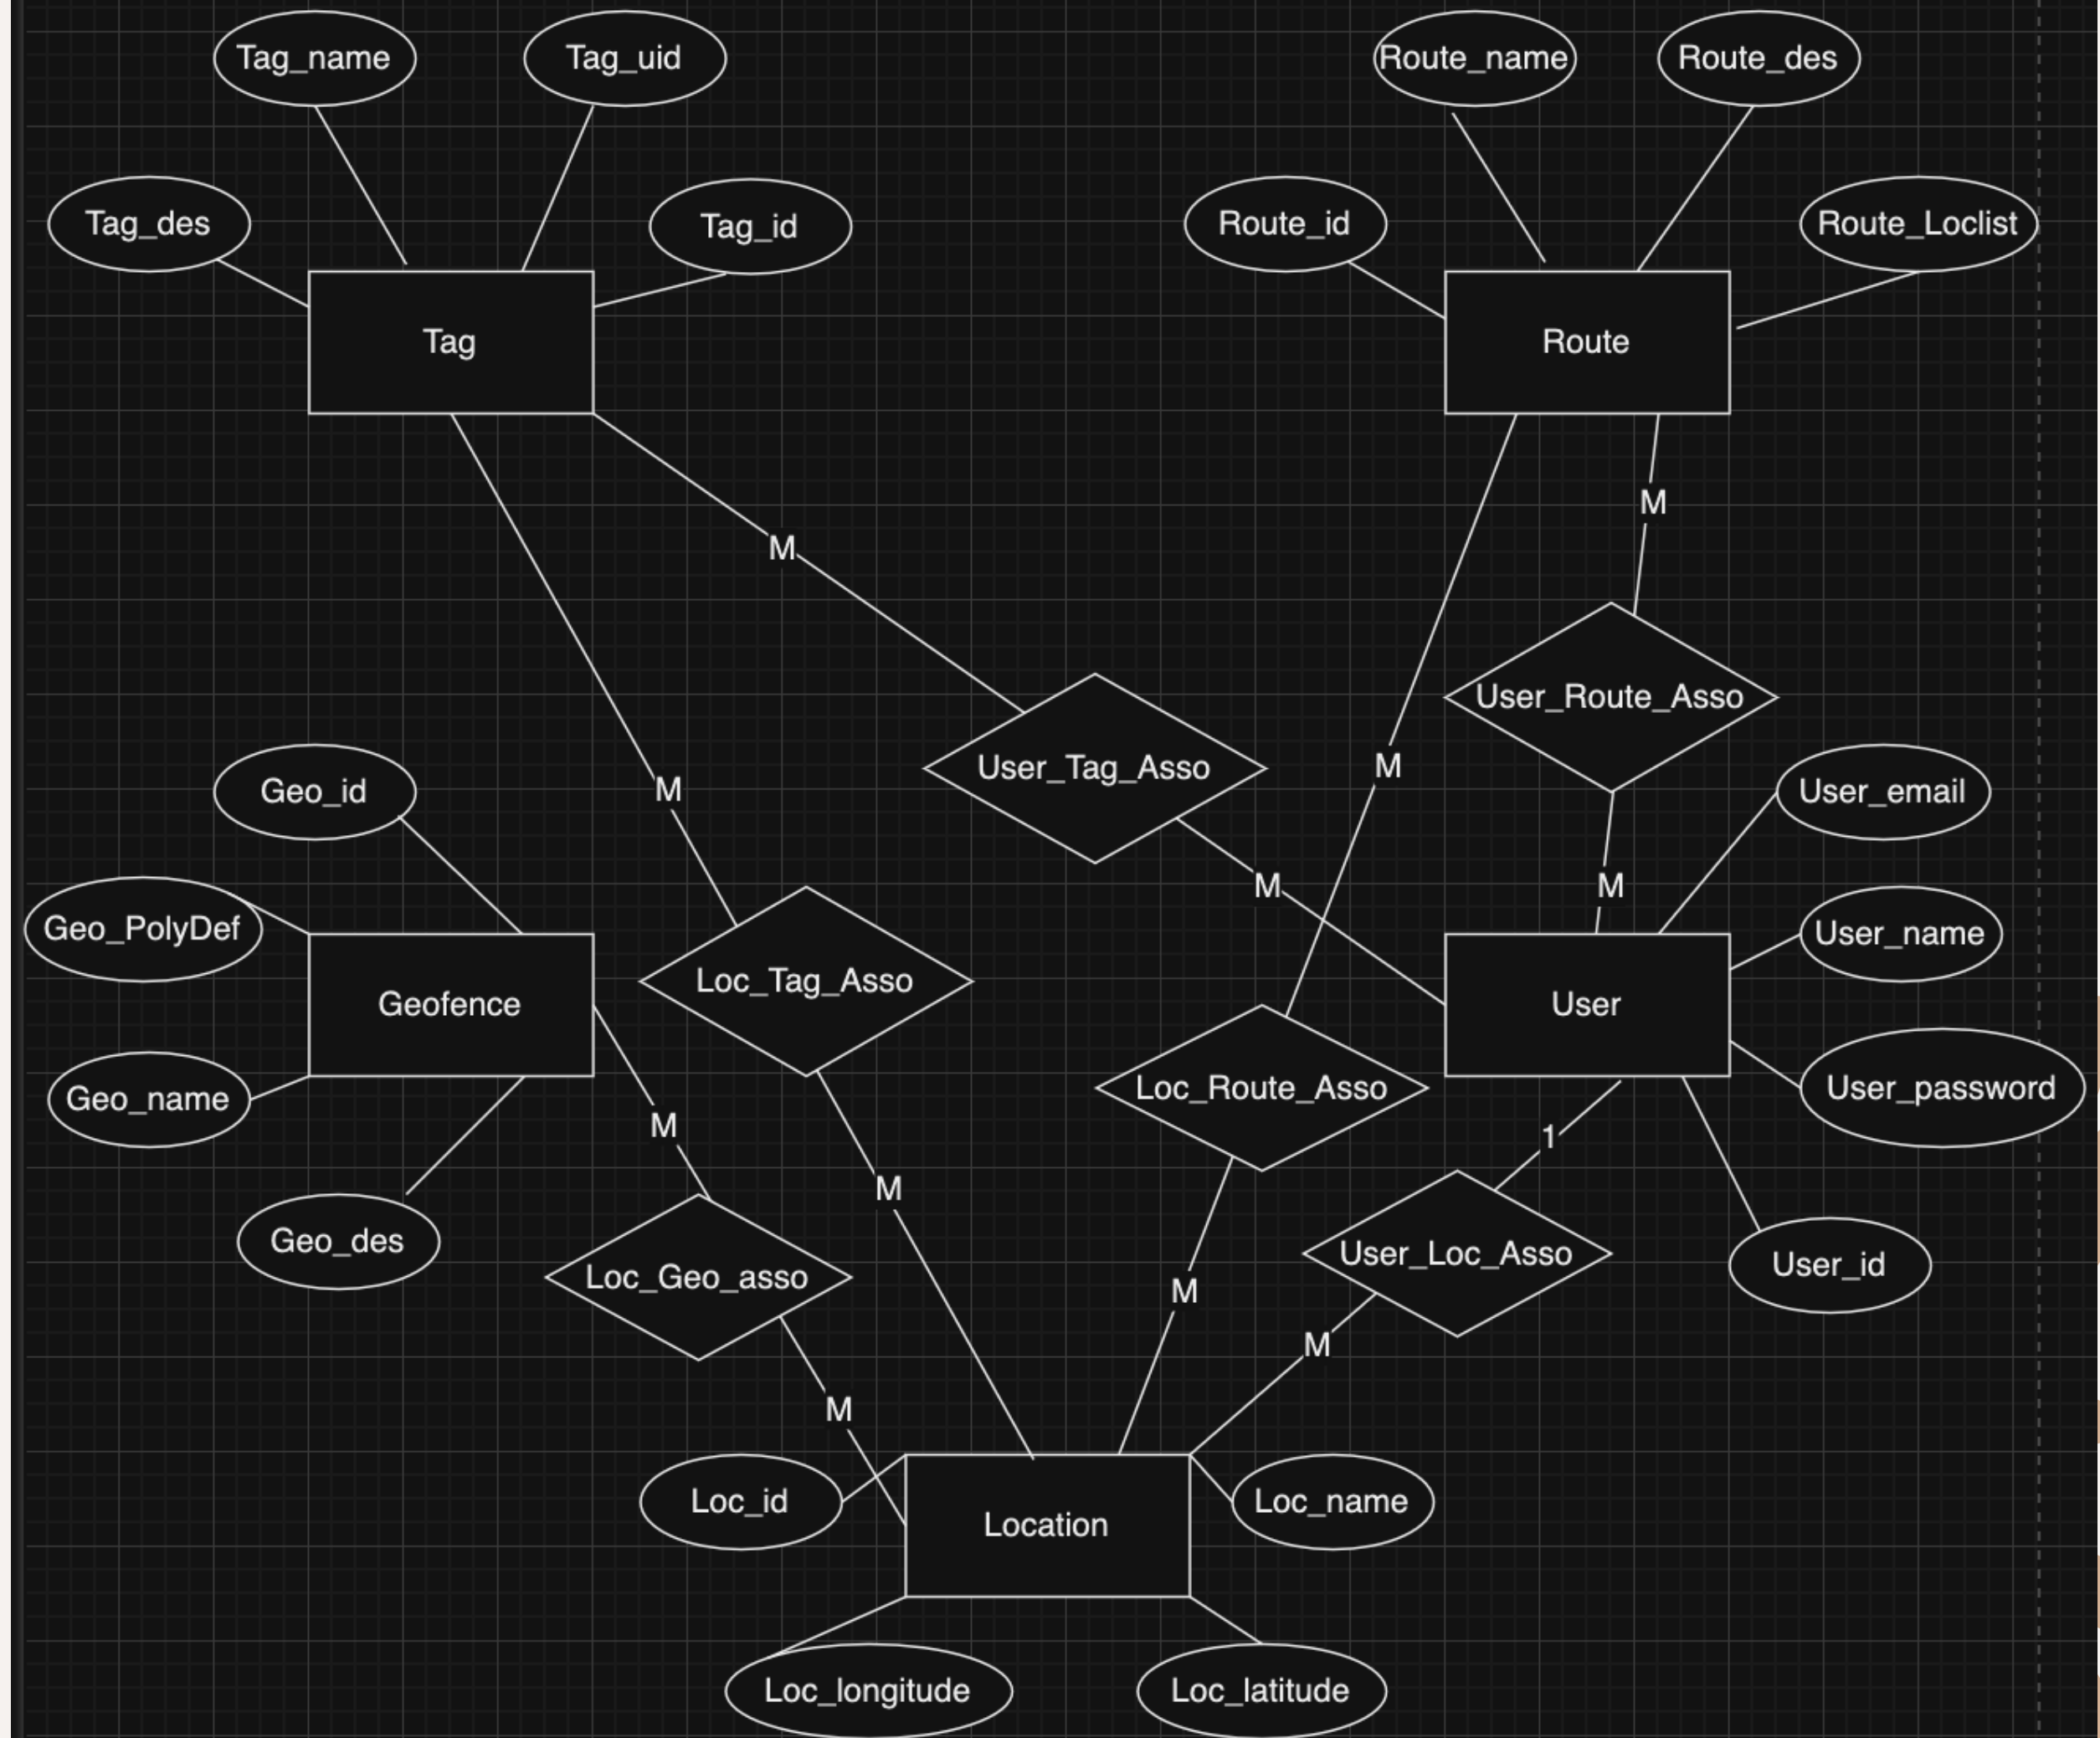 Tag_name
Tag_uid
Route_name
Route_des
Tag_des
Tag_id
Route_id
Route_Loclist
Tag
Route
M
M
M
M
User_Route_Asso
User_Tag_Asso
Geo_id
User_email
M
M
Geo_PolyDef
User_name
Loc_Tag_Asso
Geofence
User
Geo_name
Loc_Route_Asso
User_password
M
1
M
Geo_des
User_Loc_Asso
User_id
Loc_Geo_asso
M
M
M
Loc_id
Loc_name
Location
Loc_longitude
Loc_latitude